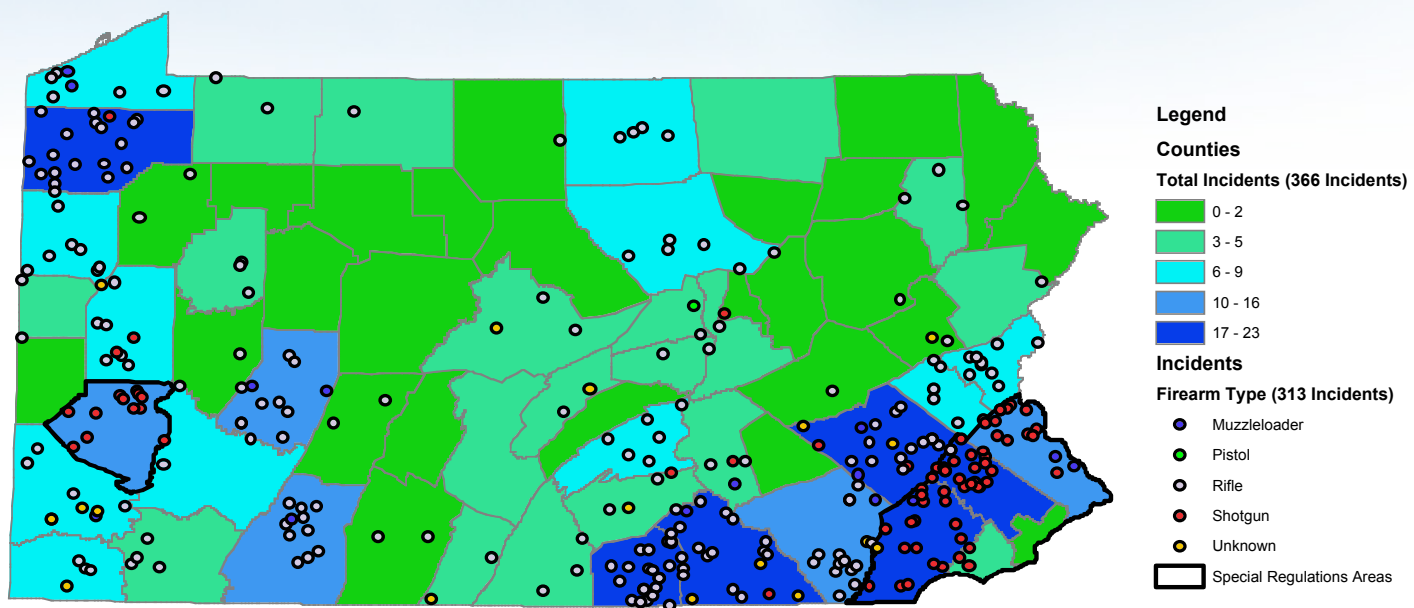 Legend
Counties
Total Incidents (366 Incidents)
0 - 2
3 - 5
6 - 9
10 - 16
17 - 23
Incidents
Firearm Type (313 Incidents)
Muzzleloader
Pistol
Rifle
Shotgun
Unknown
Special Regulations Areas